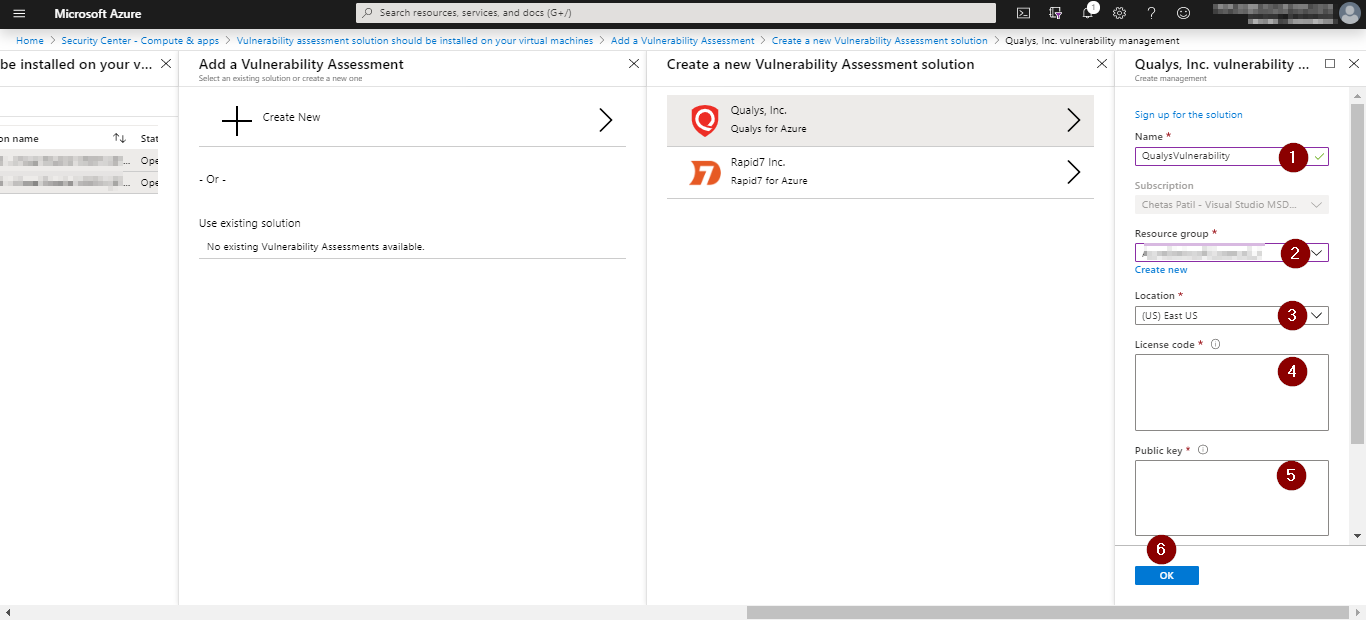 Microsoft Azure
Search resources, services, and docs (G+/)
1
Home > Security Center - Compute & apps > Vulnerability assessment solution should be installed on your virtual machines > Add a Vulnerability Assessment > Create a new Vulnerability Assessment solution > Qualys, Inc. vulnerability management
be installed on your v...
on name
Stat
Ope
Ope
Add a Vulnerability Assessment
Select an existing solution or create a new one
Create New
- Or -
Use existing solution
No existing Vulnerability Assessments available.
Create a new Vulnerability Assessment solution
Qualys, Inc.
Qualys for Azure
Rapid7 Inc.
Rapid7 for Azure
Qualys, Inc. vulnerability ...
Create management
Sign up for the solution
Name *
QualysVulnerability
1
Subscription
Chetas Patil - Visual Studio MSD...
Resource group *
2
Create new
Location *
(US) East US
3
License code *
4
Public key *
5
6
OK